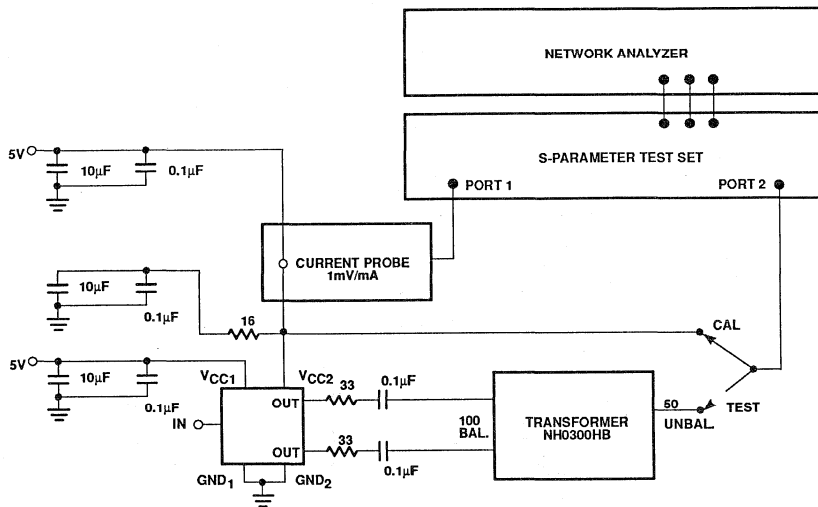 NETWORK ANALYZER
S-PARAMETER TEST SET
PORT 1
PORT 2
5V
10μF
0.1μF
CURRENT PROBE
1mV/mA
10μF
0.1μF
16
CAL
5V
10μF
0.1μF
VCC1
VCC2
33
0.1μF
OUT
IN
100
BAL.
TRANSFORMER
NH0300HB
50
UNBAL.
TEST
OUT
33
0.1μF
GND1
GND2